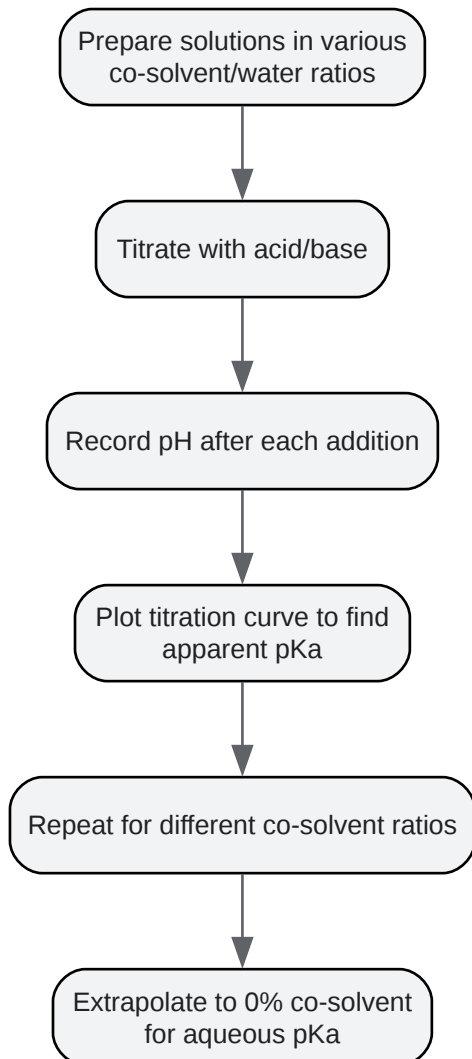 Prepare solutions in various
co-solvent/water ratios
Titrate with acid/base
Record pH after each addition
Plot titration curve to find
apparent pKa
Repeat for different co-solvent ratios
Extrapolate to 0% co-solvent
for aqueous pKa